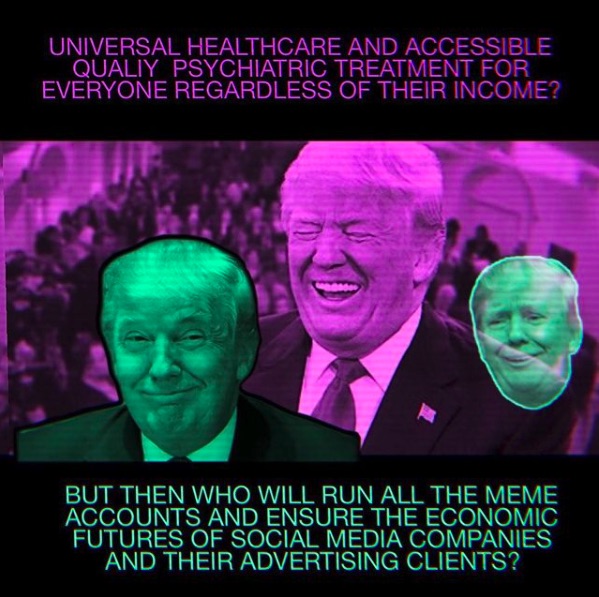 UNIVERSAL HEALTHCARE AND ACCESSIBLE
QUALIY PSYCHIATRIC TREATMENT FOR
EVERYONE REGARDLESS OF THEIR INCOME?
BUT THEN WHO WILL RUN ALL THE MEME
ACCOUNTS AND ENSURE THE ECONOMIC
FUTURES OF SOCIAL MEDIA COMPANIES
AND THEIR ADVERTISING CLIENTS?